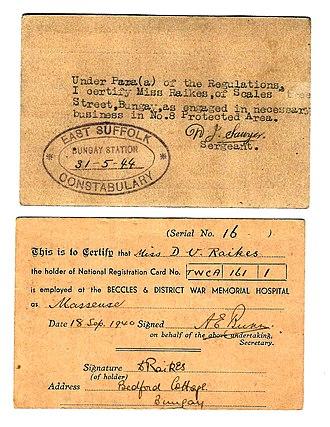 Under Para(a) of the Regulations,
I certify Miss Raikes, of Scales
Street, Bungay, as engaged in necessary
business in No.8 Protected Area.
Sergeant.
EAST SUFFOLK
BUNGAY STATION
31-5-44
CONSTABULARY
(Serial No. 16 )
This is to Certify that Miss D V. Raikes
the holder of National Registration Card No. TWCA 161 1
is employed at the BECCLES & DISTRICT WAR MEMORIAL HOSPITAL
as Masseuse
Date 18 Sep. 1940 Signed
on behalf of the above undertaking.
Secretary.
Signature DRaikes
(of holder)
Address Bedford Cottage
Bungay